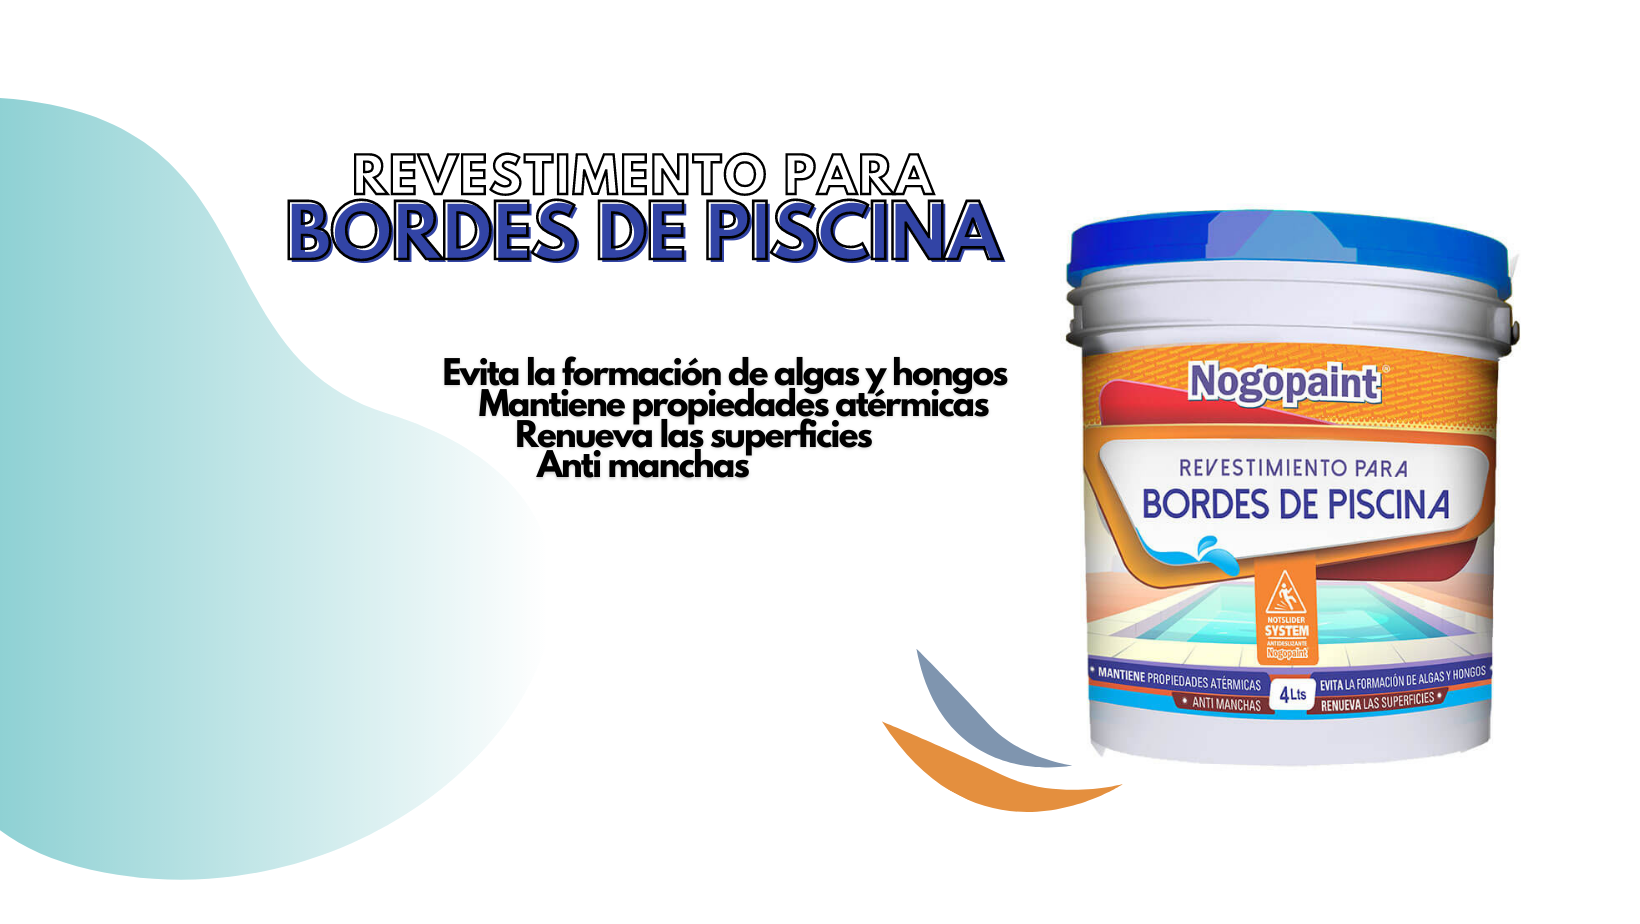 REVESTIMENTO PARA
BORDES DE PISCINA
Evita la formación de algas y hongos
Mantiene propiedades atérmicas
Renueva las superficies
Anti manchas
Nogopaint®
REVESTIMIENTO PARA
BORDES DE PISCINA
NOTSLIDER
SYSTEM
ANTIDESLIZANTE
Nogopaint
• MANTIENE PROPIEDADES ATÉRMICAS
• ANTI MANCHAS
4Lts
EVITA LA FORMACIÓN DE ALGAS Y HONGOS •
RENUEVA LAS SUPERFICIES •